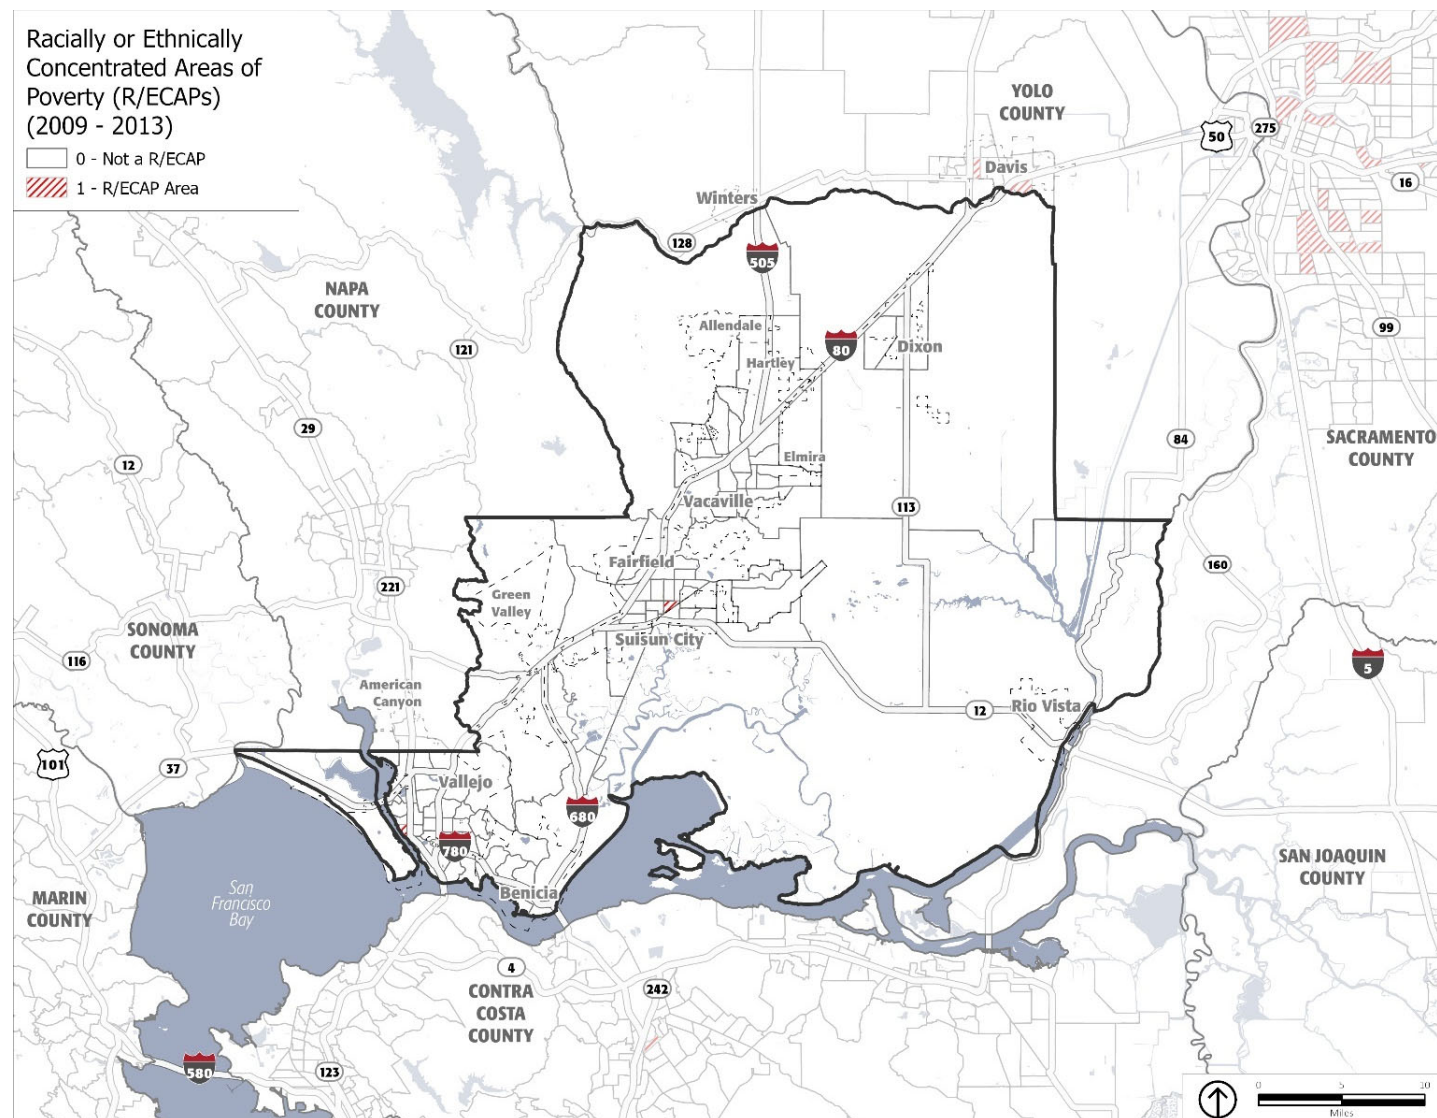 Racially or Ethnically
Concentrated Areas of
Poverty (R/ECAPs)
(2009 - 2013)
0 - Not a R/ECAP
1 - R/ECAP Area
YOLO
COUNTY
50
275
Davis
16
Winters
128
505
NAPA
COUNTY
Allendale
99
121
80
Dixon
Hartley
29
84
SACRAMENTO
COUNTY
12
Elmira
Vacaville
113
Fairfield
160
221
Green
Valley
SONOMA
COUNTY
Suisun City
116
5
American
Canyon
12
Rio Vista
101
37
Vallejo
680
780
SAN JOAQUIN
COUNTY
Benicia
MARIN
COUNTY
San
Francisco
Bay
4
CONTRA
COSTA
COUNTY
242
580
123
0 5 10
Miles